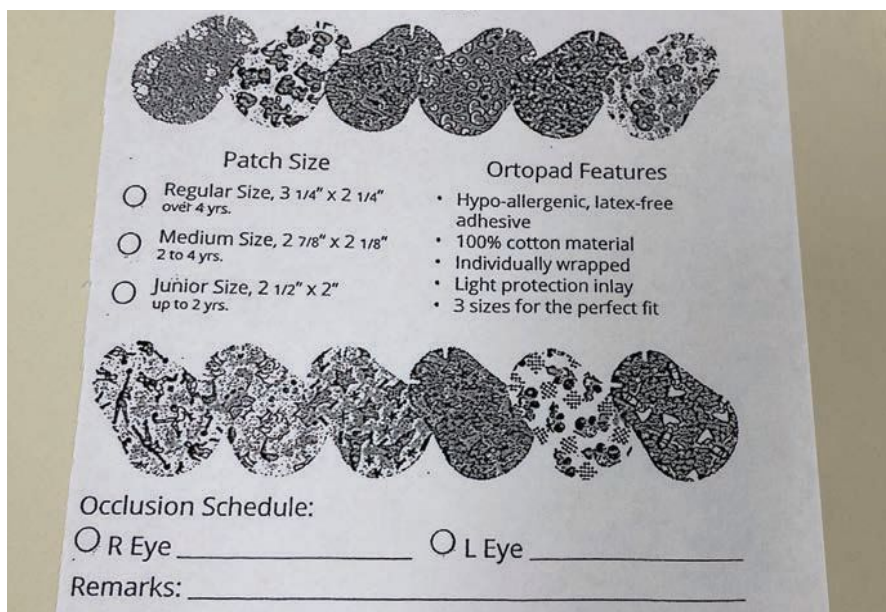 Patch Size
Regular Size, 3 1/4" x 2 1/4"
over 4 yrs.
Medium Size, 2 7/8" x 2 1/8"
2 to 4 yrs.
Junior Size, 2 1/2" x 2"
up to 2 yrs.
Ortopad Features
• Hypo-allergenic, latex-free
adhesive
• 100% cotton material
• Individually wrapped
• Light protection inlay
• 3 sizes for the perfect fit
Occlusion Schedule:
R Eye
L Eye
Remarks: